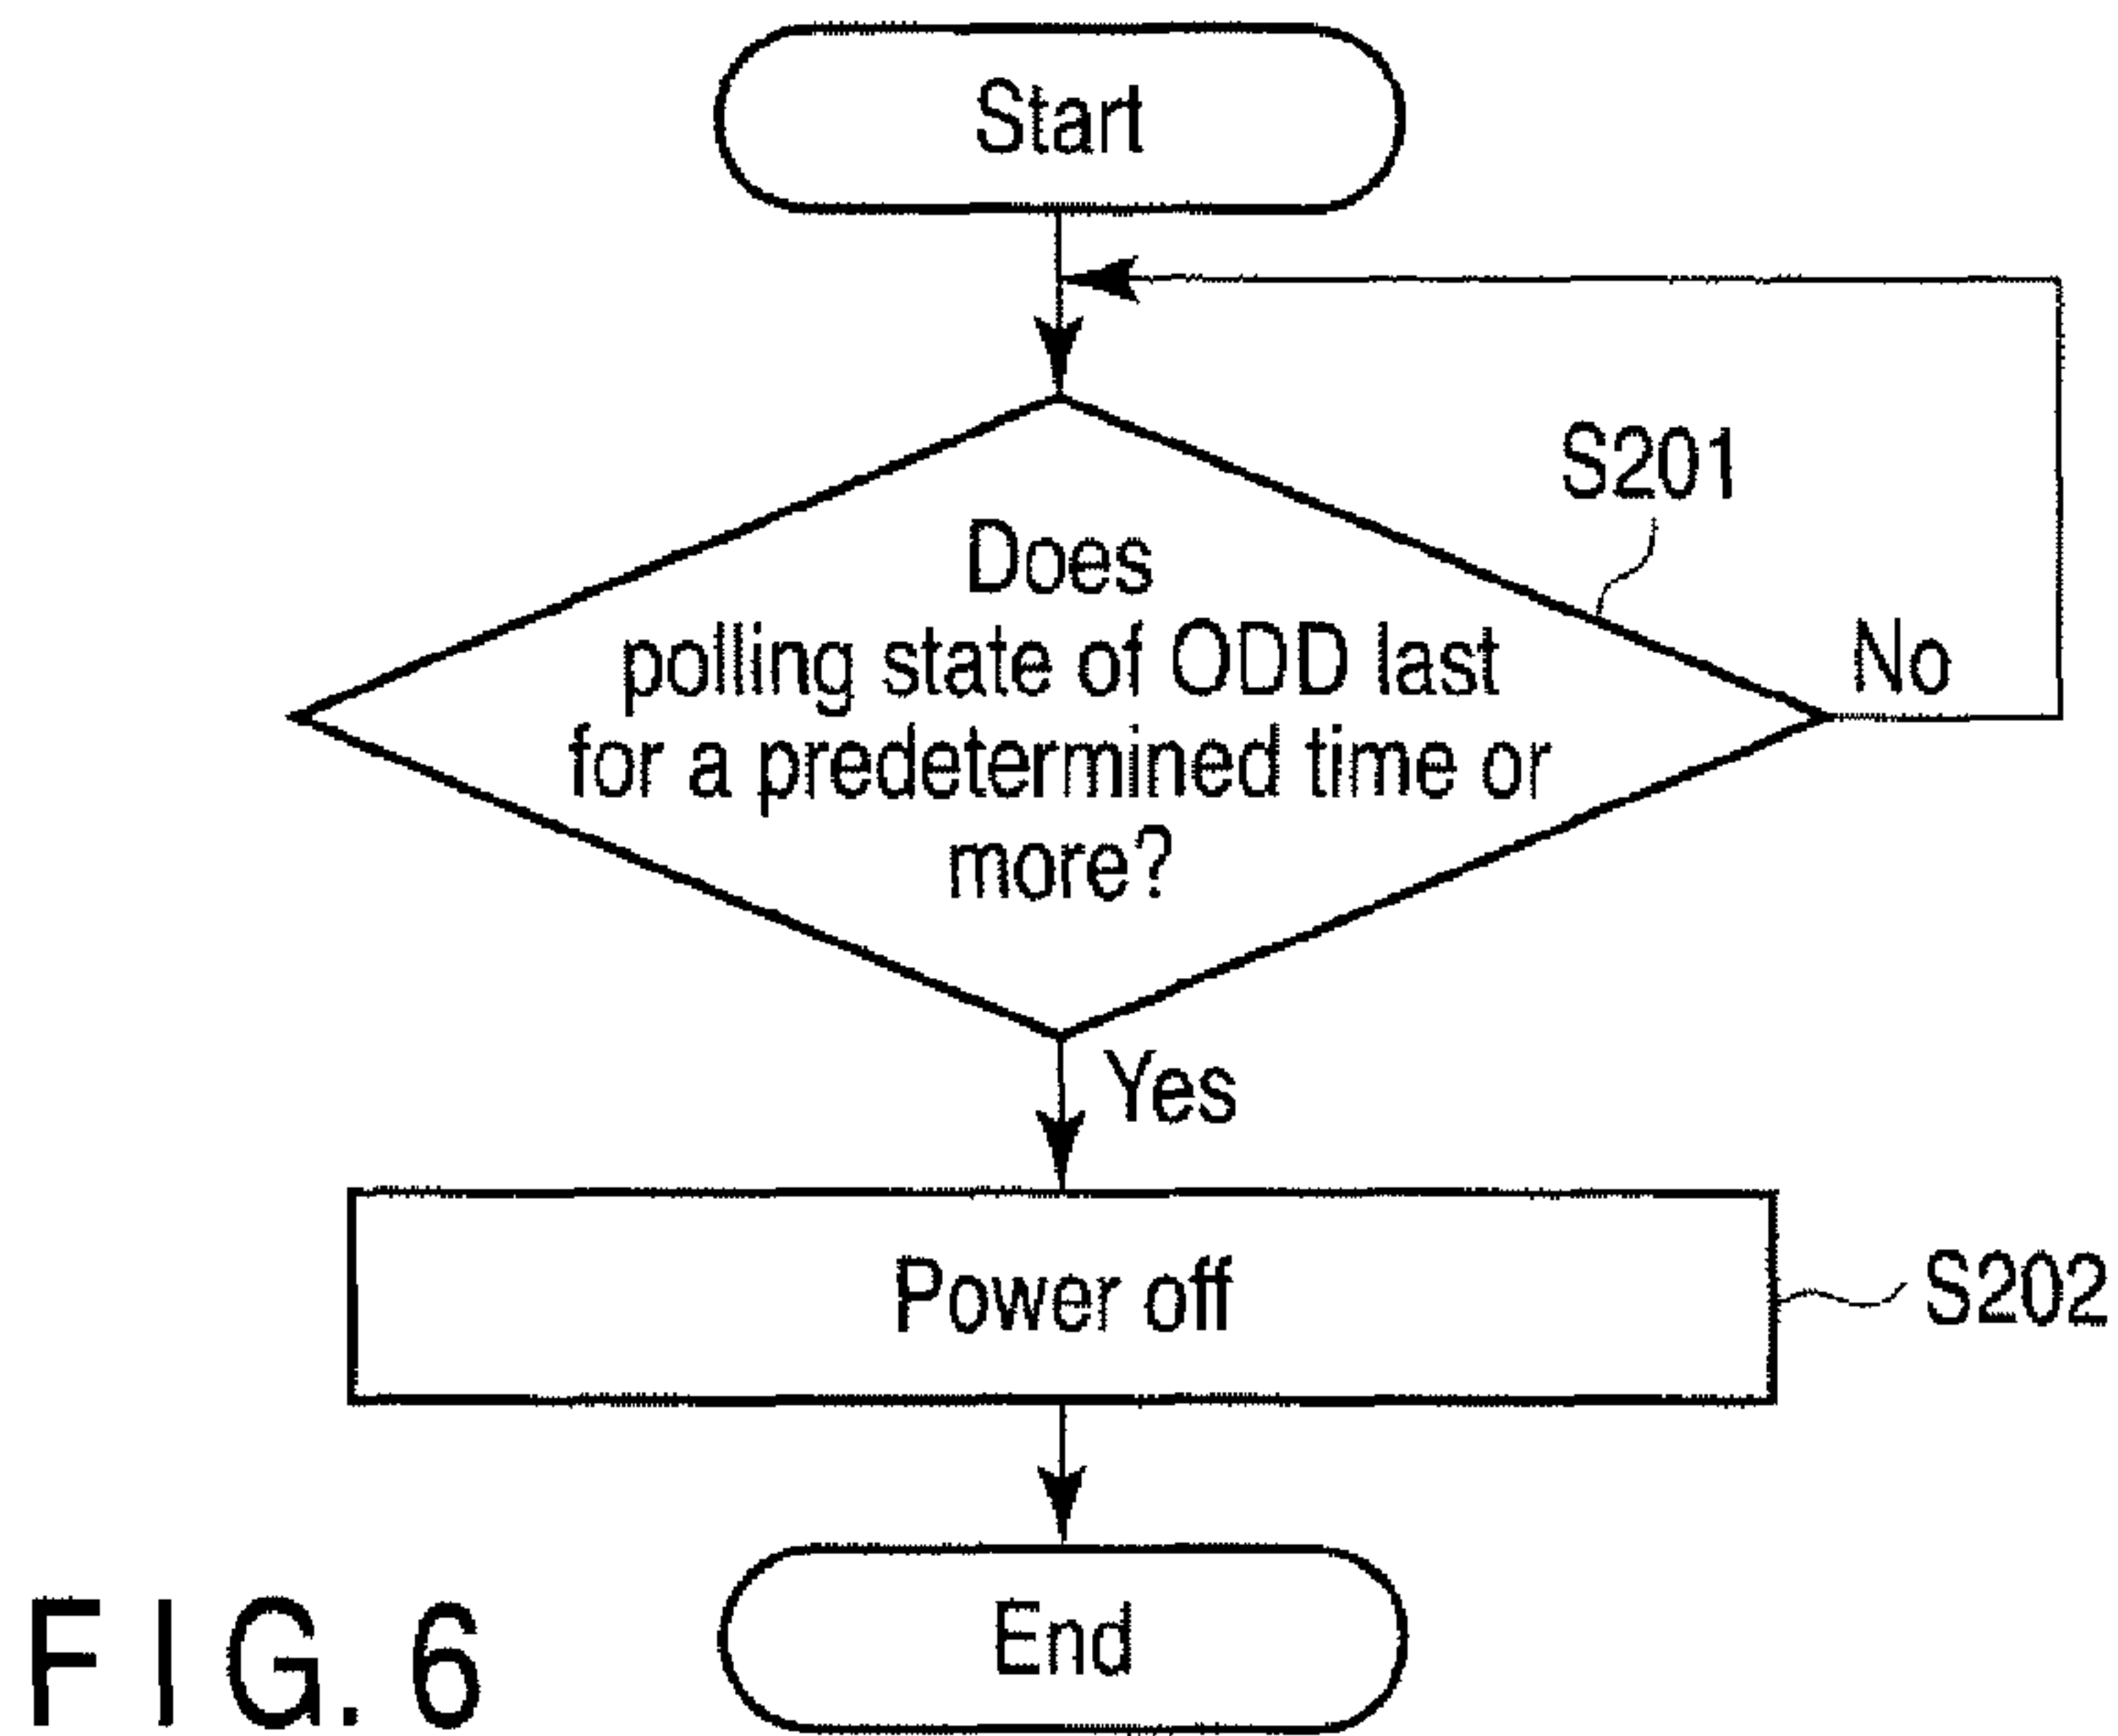 Start
S201
Does
polling state of ODD last
for a predetermined time or
more?
No
Yes
Power off
S202
End
FIG. 6